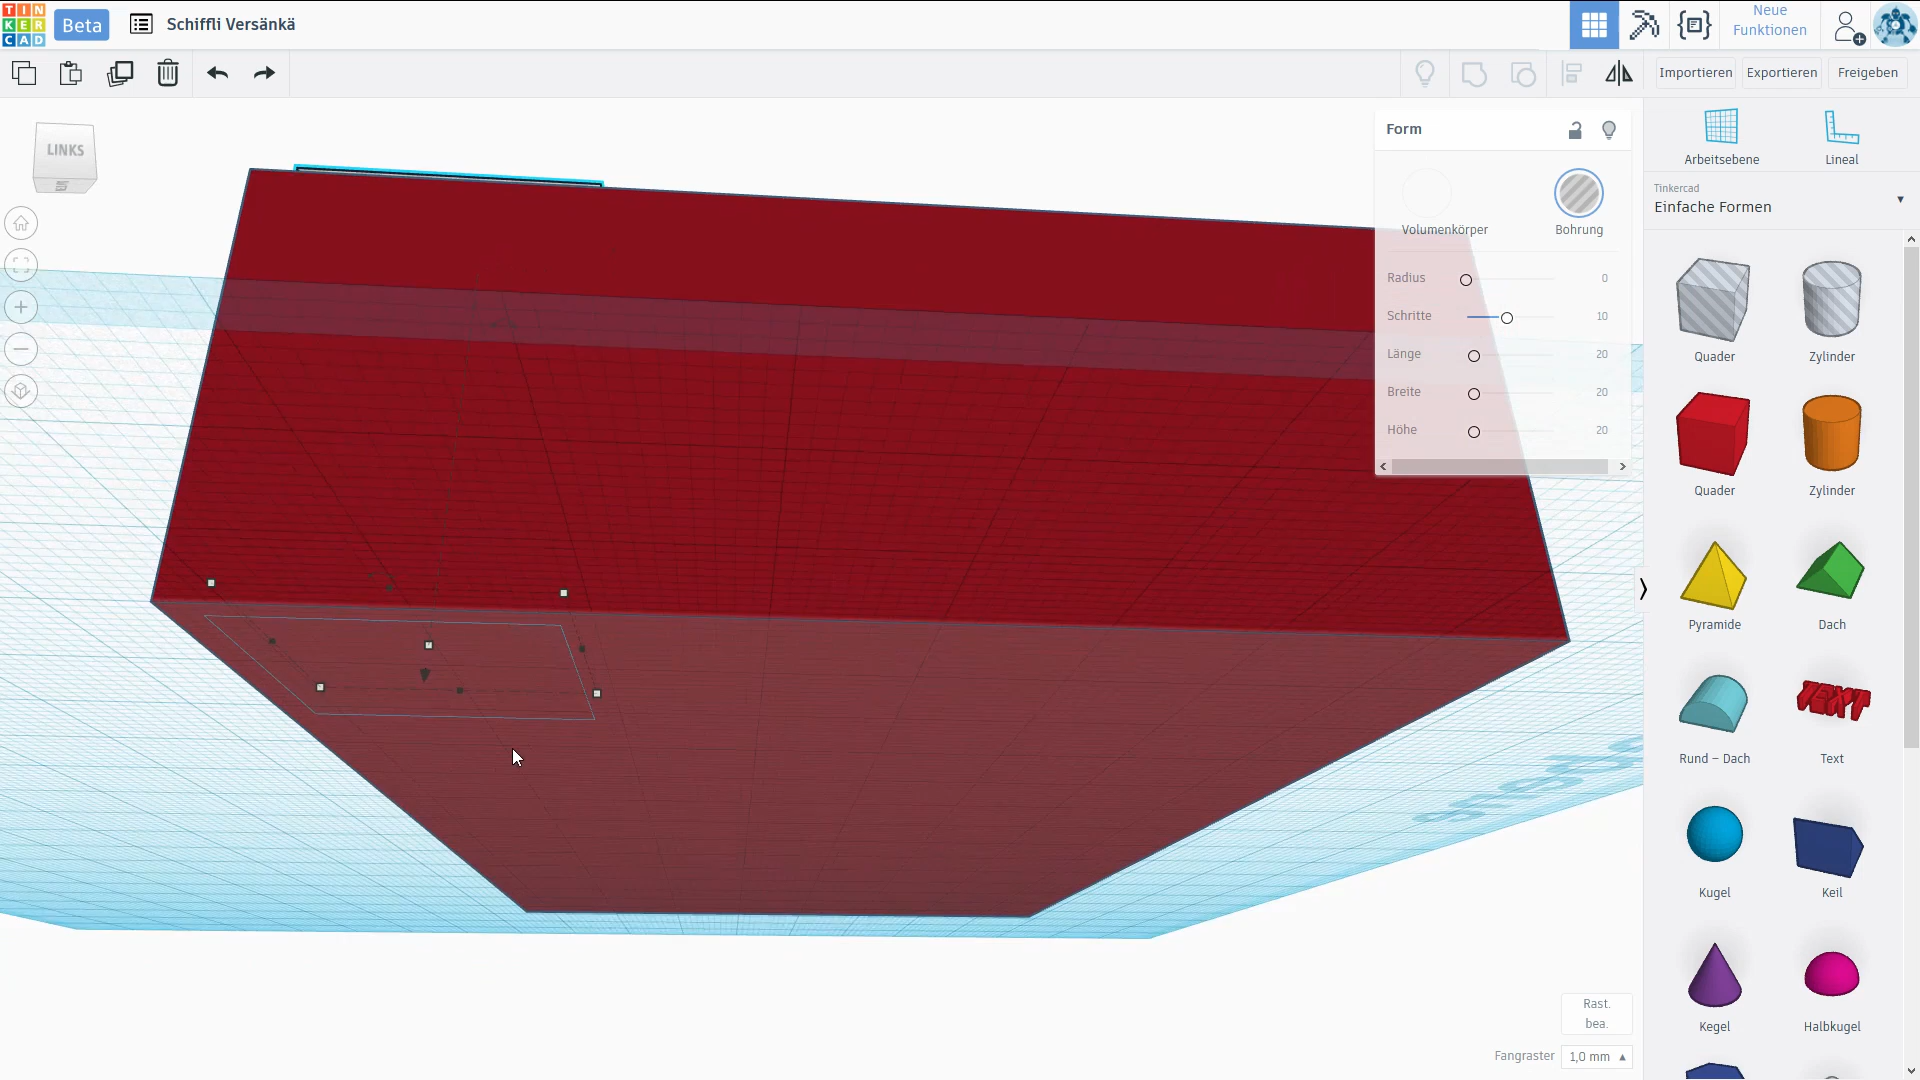 TIN
KER
CAD
Beta
Schiffli Versänkä
Neue
Funktionen
Importieren
Exportieren
Freigeben
LINKS
Form
Volumenkörper
Bohrung
Radius
0
Schritte
10
Länge
20
Breite
20
Höhe
20
Arbeitsebene
Lineal
Tinkercad
Einfache Formen
Quader
Zylinder
Quader
Zylinder
Pyramide
Dach
TEXT
Rund – Dach
Text
Kugel
Keil
Kegel
Halbkugel
Rast.
bea.
Fangraster
1,0 mm